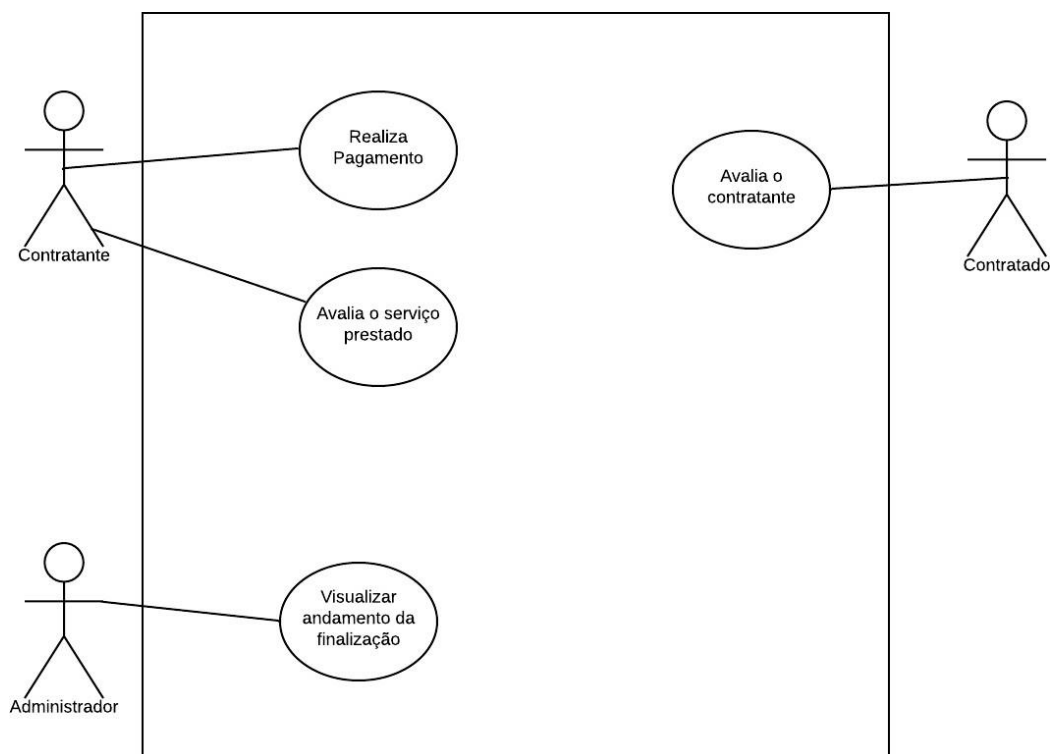 Realiza
Pagamento
Avalia o
contratante
Contratante
Contratado
Avalia o serviço
prestado
Visualizar
andamento da
finalização
Administrador